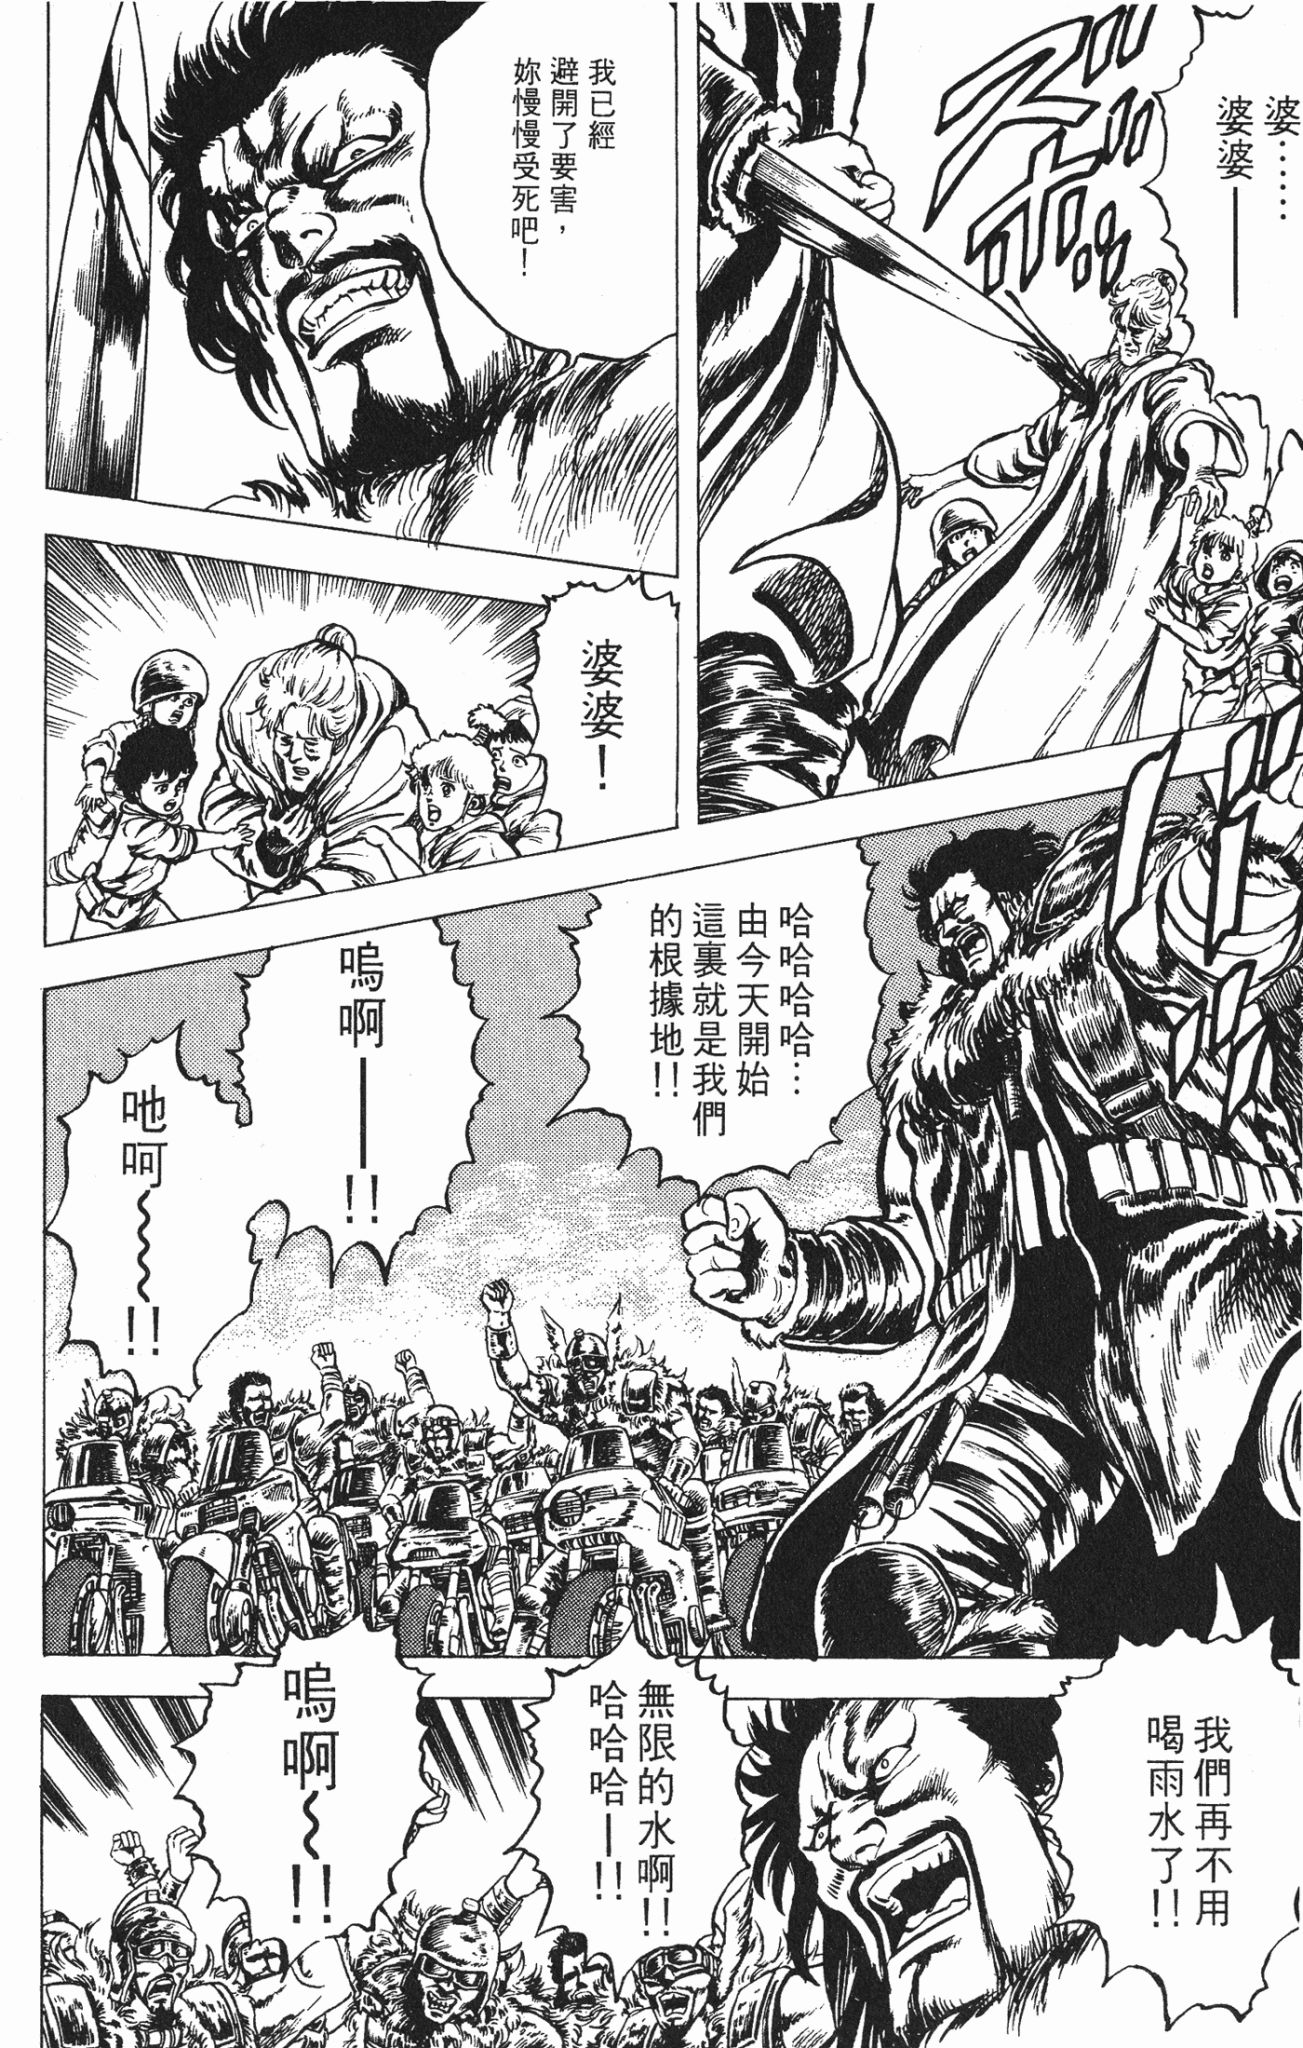 婆……
婆婆——
ズボ
我已經
避開了要害，
妳慢慢受死吧！
婆婆！
哈哈哈哈…
由今天開始
這裏就是我們
的根據地!!
嗚啊——!!
吔呵～～!!
我們再不用
喝雨水了!!
無限的水啊!!
哈哈哈—!!
嗚啊～!!